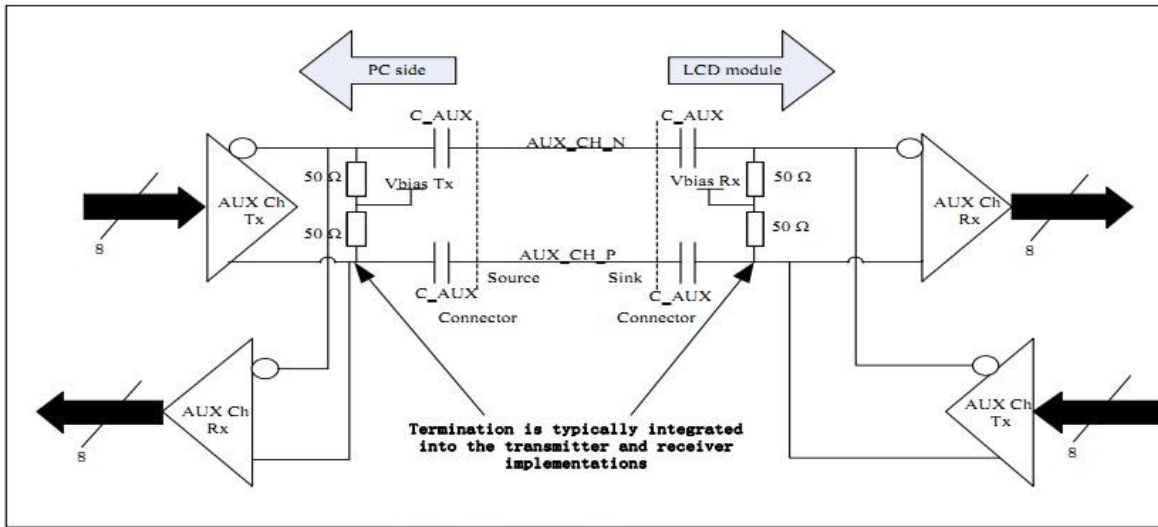 PC side
LCD module
C_AUX
C_AUX
AUX_CH_N
50 Ω
Vbias Tx
Vbias Rx
50 Ω
AUX Ch
Tx
AUX Ch
Rx
50 Ω
50 Ω
8
8
AUX_CH_P
C_AUX
Source
Sink
C_AUX
Connector
Connector
AUX Ch
Rx
AUX Ch
Tx
8
8
Termination is typically integrated
into the transmitter and receiver
implementations